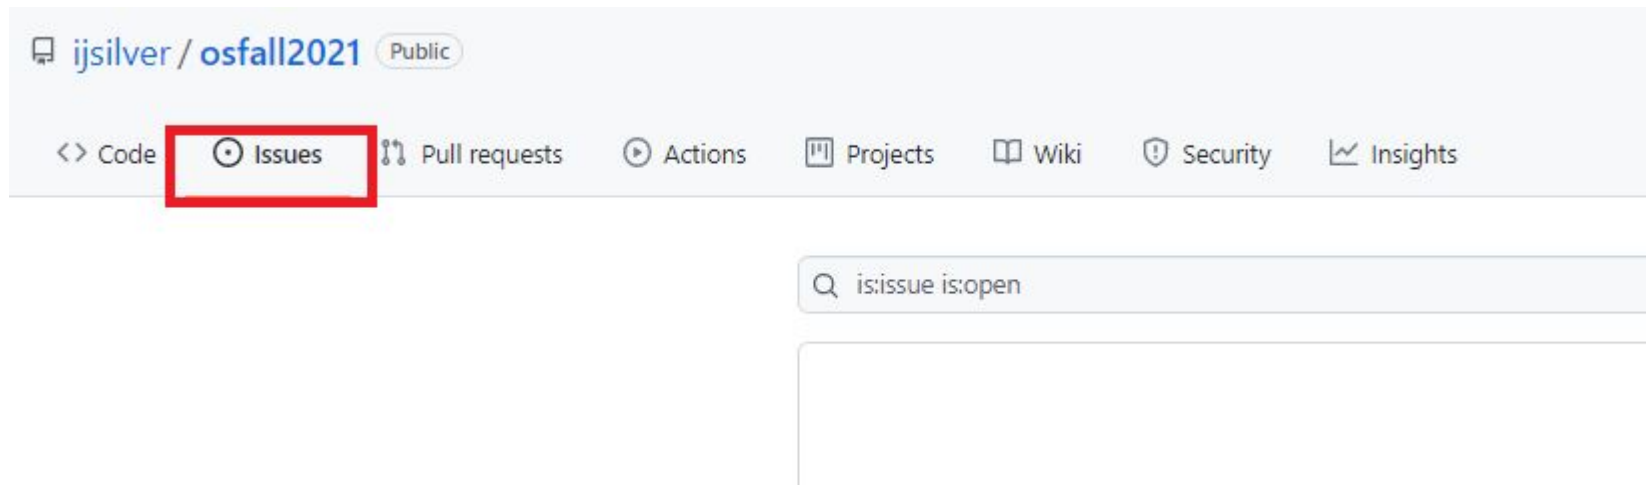 ijsilver / osfall2021 Public
<> Code Issues Pull requests Actions Projects Wiki Security Insights
is:issue is:open